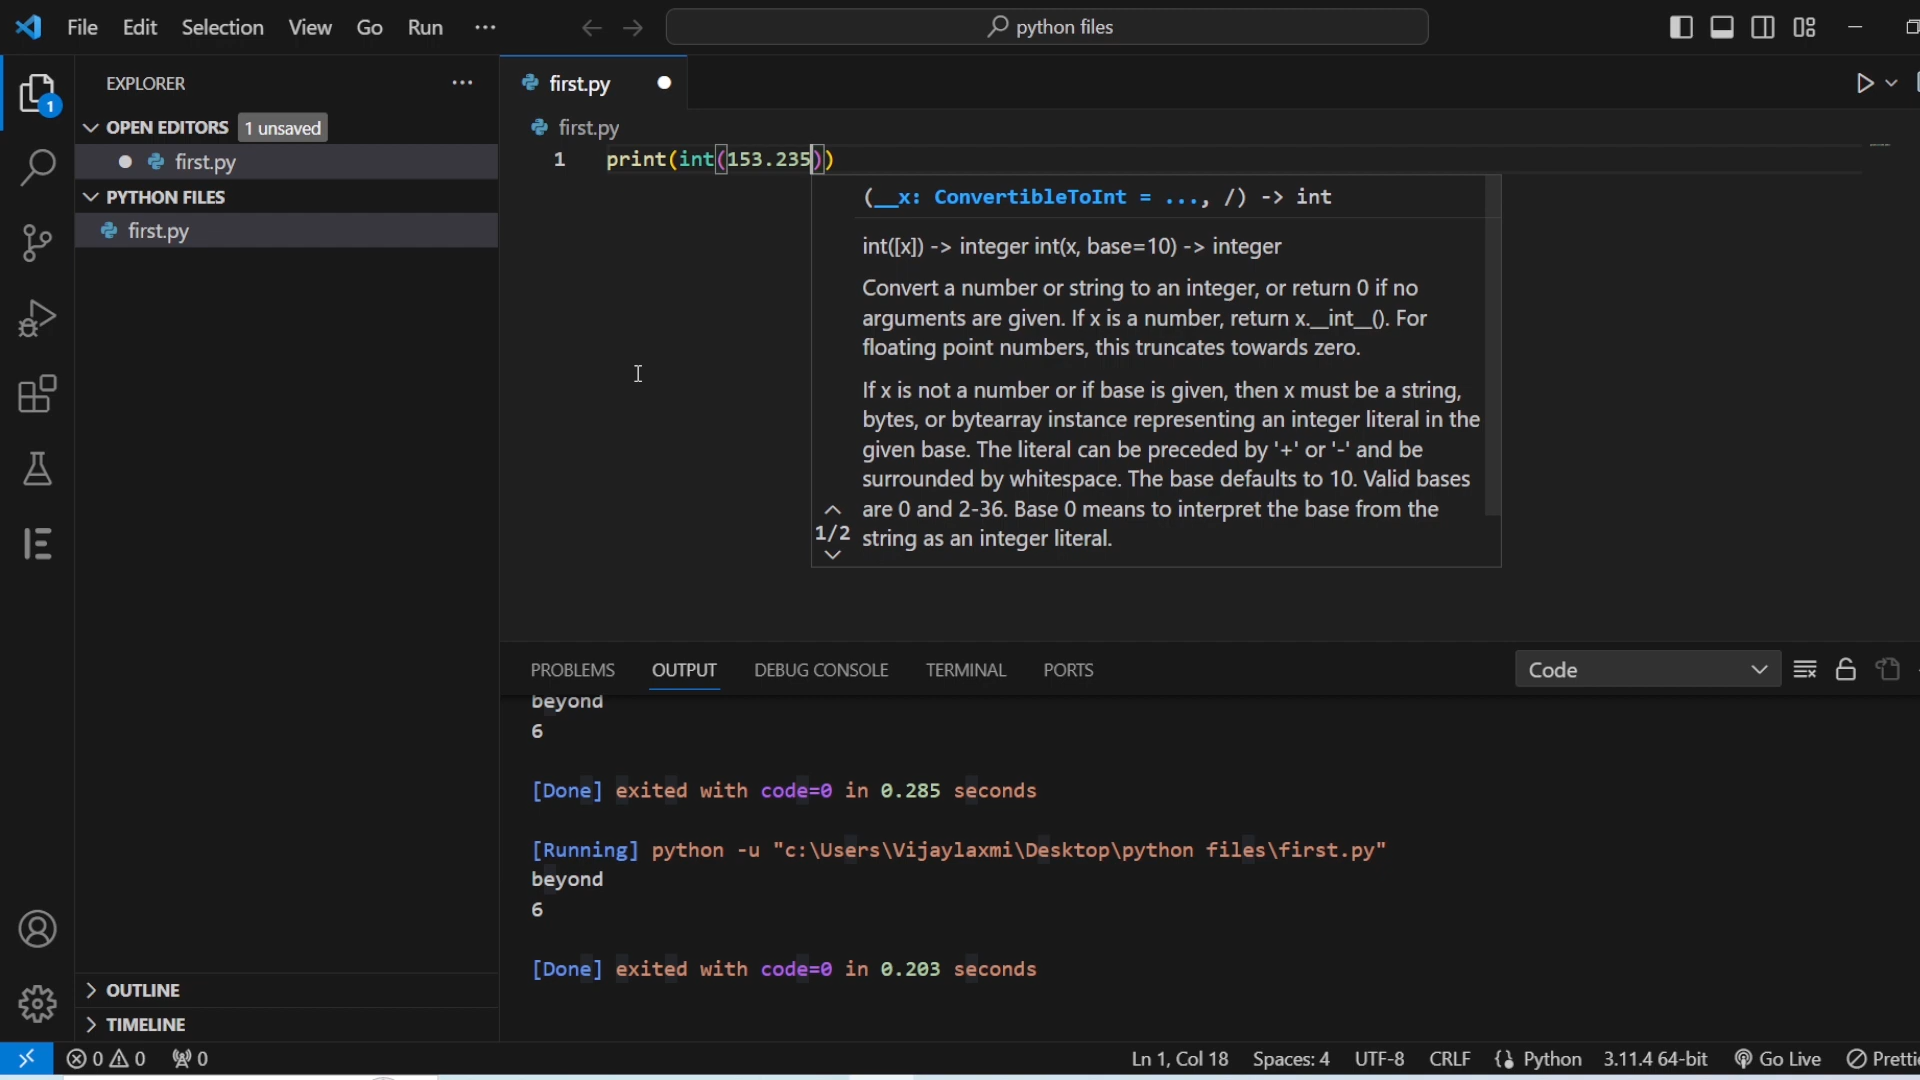 File Edit Selection View Go Run ··· python files
EXPLORER ···
OPEN EDITORS 1 unsaved
first.py
PYTHON FILES
first.py
OUTLINE
TIMELINE
1
first.py
first.py
1 print(int(153.235))
(__x: ConvertibleToInt = ..., /) -> int
int([x]) -> integer int(x, base=10) -> integer
Convert a number or string to an integer, or return 0 if no
arguments are given. If x is a number, return x.__int__(). For
floating point numbers, this truncates towards zero.
If x is not a number or if base is given, then x must be a string,
bytes, or bytearray instance representing an integer literal in the
given base. The literal can be preceded by '+' or '-' and be
surrounded by whitespace. The base defaults to 10. Valid bases
are 0 and 2-36. Base 0 means to interpret the base from the
1/2 string as an integer literal.
PROBLEMS OUTPUT DEBUG CONSOLE TERMINAL PORTS Code
beyond
6
[Done] exited with code=0 in 0.285 seconds
[Running] python -u "c:\Users\Vijaylaxmi\Desktop\python files\first.py"
beyond
6
[Done] exited with code=0 in 0.203 seconds
0 0 0 Ln 1, Col 18 Spaces: 4 UTF-8 CRLF Python 3.11.4 64-bit Go Live